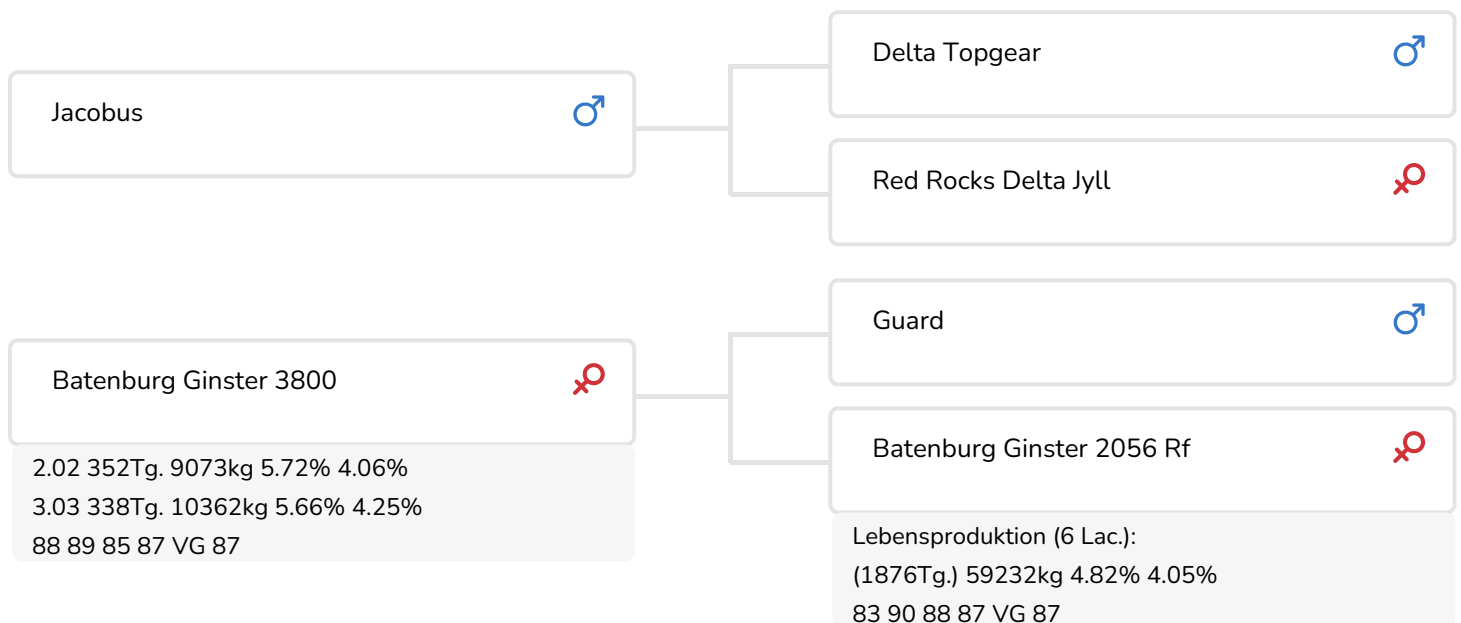 Jacobus
Delta Topgear
Red Rocks Delta Jyll
Batenburg Ginster 3800
2.02 352Tg. 9073kg 5.72% 4.06%
3.03 338Tg. 10362kg 5.66% 4.25%
88 89 85 87 VG 87
Guard
Batenburg Ginster 2056 Rf
Lebensproduktion (6 Lac.):
(1876Tg.) 59232kg 4.82% 4.05%
83 90 88 87 VG 87